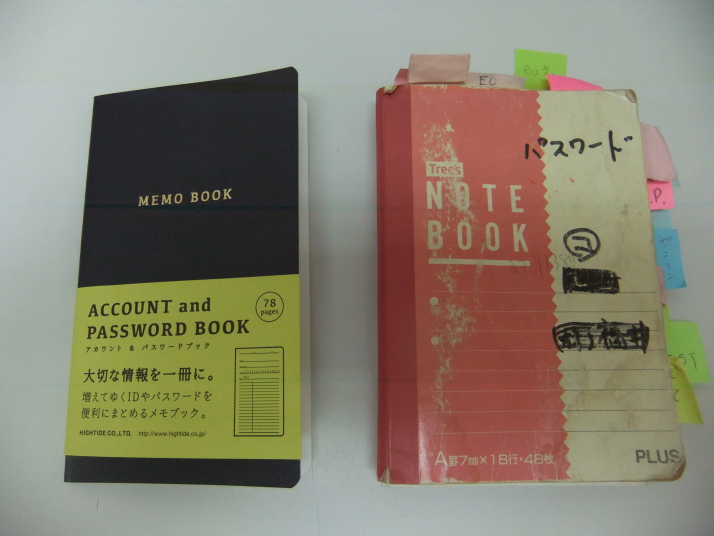 MEMO BOOK
ACCOUNT and
PASSWORD BOOK
78
pages
アカウント & パスワードブック
大切な情報を一冊に。
増えてゆくIDやパスワードを
便利にまとめるメモブック。
HIGHTIDE CO.,LTD. http://www.hightide.co.jp/
EO
パスワード
Tree's
NOTE
BOOK
P.
A罫7mm×18行・48枚
PLUS